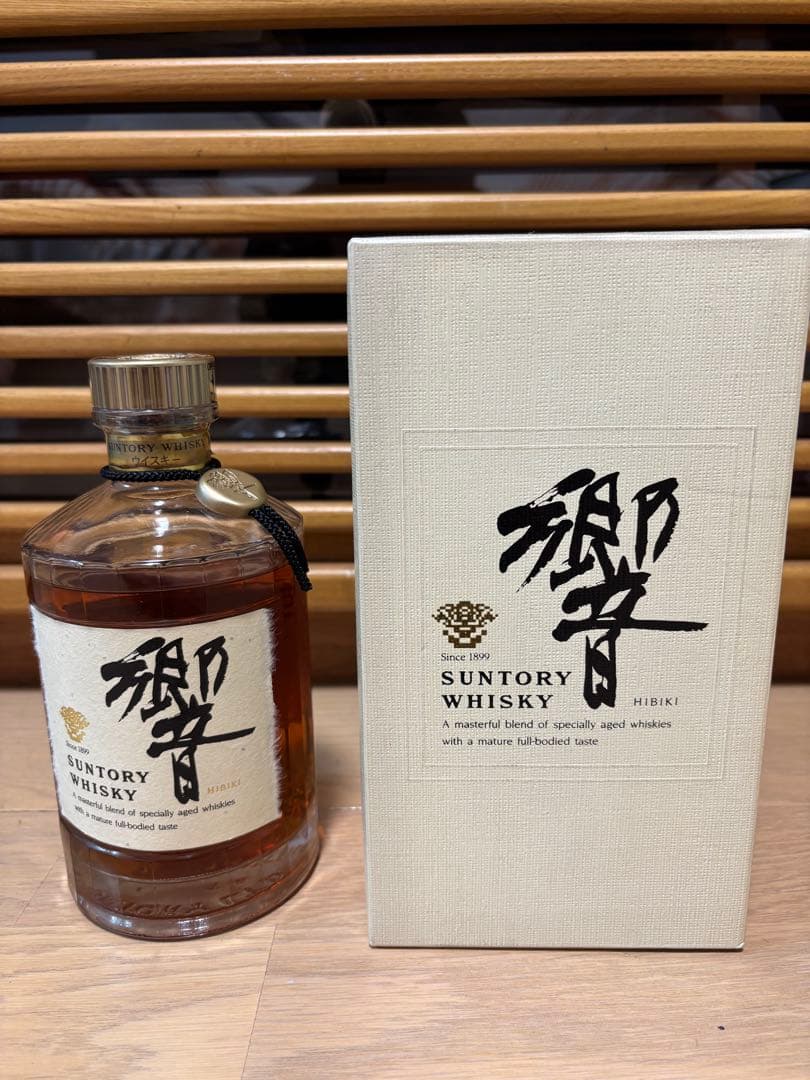 SUNTORY WHISKY
ウイスキー
響
Since 1899
SUNTORY
WHISKY
HIBIKI
A masterful blend of specially aged whiskies
with a mature full-bodied taste
響
Since 1899
SUNTORY
WHISKY
HIBIKI
A masterful blend of specially aged whiskies
with a mature full-bodied taste